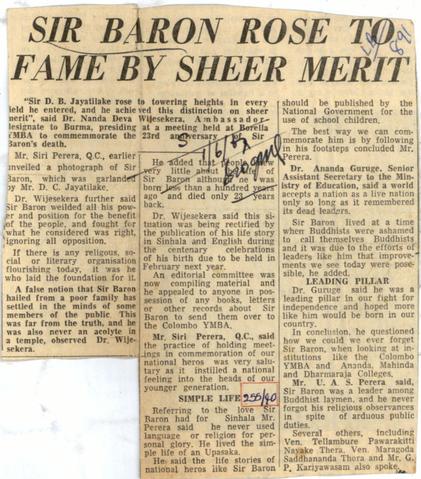 SIR BARON ROSE TO
FAME BY SHEER MERIT
"Sir D. B. Jayatilake rose to towering heights in every
field he entered, and he achieved this distinction on sheer
merit", said Dr. Nanda Deva Wijesekera, Ambassador-
designate to Burma, presiding at a meeting held at Borella
YMBA to commemorate the 23rd anniversary of Sir
Baron's death.
Mr. Siri Perera, Q.C., earlier
unveiled a photograph of Sir
Baron, which was garlanded
by Mr. D. C. Jayatilake.
Dr. Wijesekera further said
Sir Baron weilded all his pow-
er and position for the benefit
of the people, and fought for
what he considered was right,
ignoring all opposition.
If there is any religious, so-
cial or literary organisation
flourishing today, it was he
who laid the foundation for it.
A false notion that Sir Baron
hailed from a poor family has
settled in the minds of some
members of the public This
was far from the truth, and he
was also never an acolyte in
a temple, observed Dr. Wije-
sekera.
He added that people knew
very little about the life of
Sir Baron although he was
born less than a hundred years
ago and died only 23 years
back.
Dr. Wijesekera said this si-
tuation was being rectified by
the publication of his life story
in Sinhala and English during
the centenary celebrations
of his birth due to be held in
February next year.
An editorial committee was
now compiling material and
he appealed to anyone in pos-
session of any books, letters
or other records about Sir
Baron to send them over to
the Colombo YMBA.
Mr. Siri Perera, Q.C., said
the practice of holding meet-
ings in commemoration of our
national heros was very salu-
tary as it instilled a national
feeling into the heads of our
younger generation.
SIMPLE LIFE 255/90
Referring to the love Sir
Baron had for Sinhala Mr.
Perera said he never used
language or religion for per-
sonal glory. He lived the sim-
ple life of an Upasaka.
He said the life stories of
national heros like Sir Baron
should be published by the
National Government for the
use of school children.
The best way we can com-
memorate him is by following
in his footsteps concluded Mr.
Perera.
Dr. Ananda Guruge. Senior
Assistant Secretary to the Min-
istry of Education, said a world
accepts a nation as a live nation
only so long as it remembers
its dead leaders.
Sir Baron lived at a time
when Buddhists were ashamed
to call themselves Buddhists
and it was due to the efforts of
leaders like him that improve-
ments we see today were pos-
sible, he added.
LEADING PILLAR
Dr. Guruge said he was a
leading pillar in our fight for
independence and hoped more
like him would be born in our
country.
In conclusion, he questioned
how could we ever forget
Sir Baron, when looking at in-
stitutions like the Colombo
YMBA and Ananda, Mahinda
and Dharmaraja Colleges,
Mr. U. A. S. Perera said,
Sir Baron was a leader among
Buddhist laymen, and he never
forgot his religious observances
in spite of arduous public
duties.
Several others, including
Ven. Tellambure Pawarakitti
Nayake Thera. Ven. Maragoda
Saddhananda Thora and Mr. G.
P. Kariyawasam also spoke.